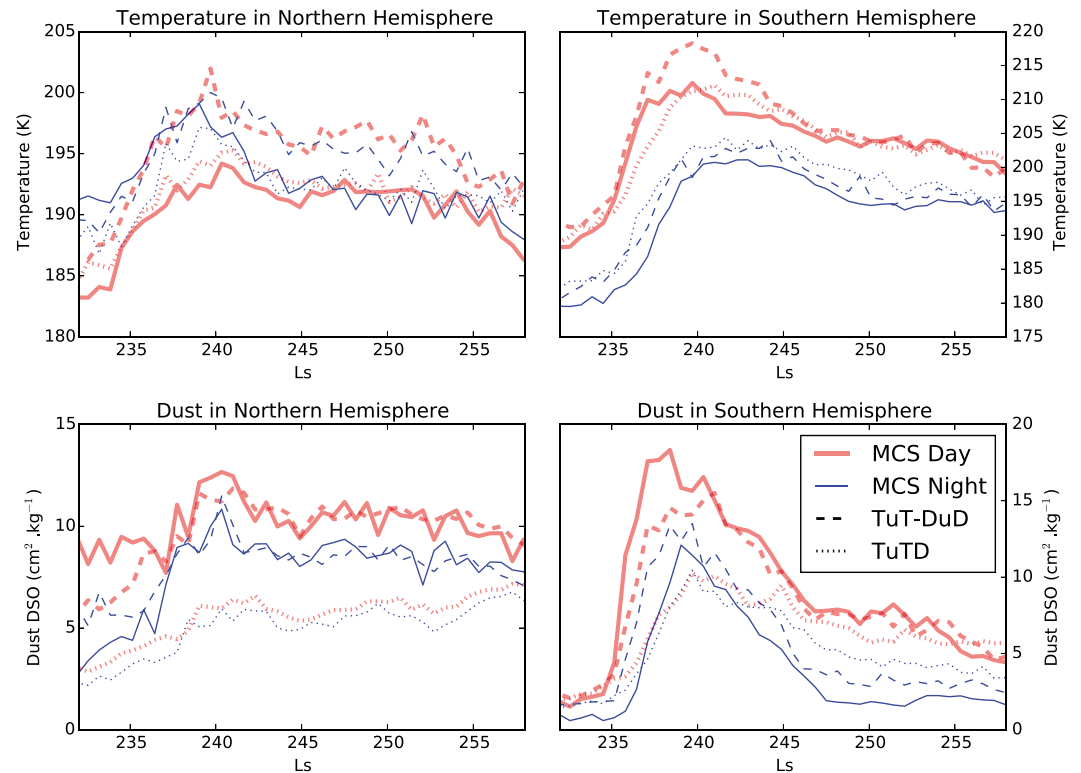 Temperature in Northern Hemisphere
205
200
195
190
185
180
Temperature (K)
235 240 245 250 255
Ls
Temperature in Southern Hemisphere
220
215
210
205
200
195
190
185
180
175
Temperature (K)
235 240 245 250 255
Ls
Dust in Northern Hemisphere
15
10
5
0
Dust DSO (cm² .kg⁻¹)
235 240 245 250 255
Ls
Dust in Southern Hemisphere
20
15
10
5
0
Dust DSO (cm² .kg⁻¹)
MCS Day
MCS Night
TuT-DuD
TuTD
235 240 245 250 255
Ls